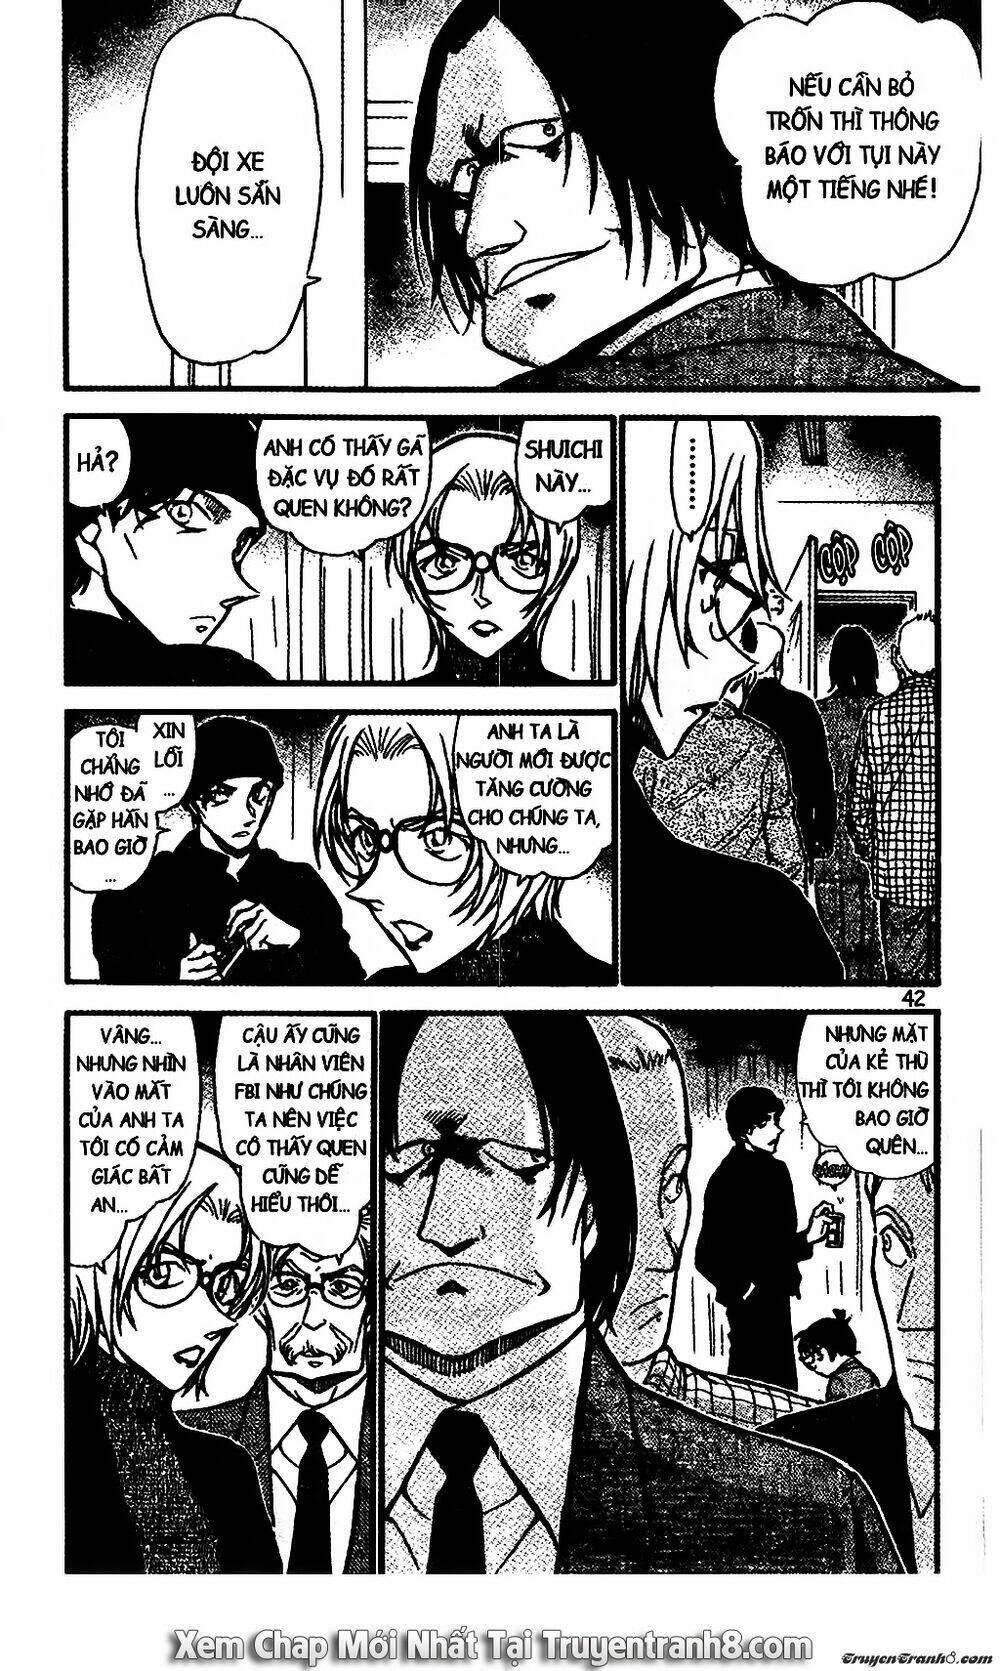 NẾU CẦN BỎ
TRỐN THÌ THÔNG
BÁO VỚI TỤI NÀY
MỘT TIẾNG NHÉ!
ĐỘI XE
LUÔN SẴN
SÀNG...
.........
CỘP CỘP
SHUICHI
NÀY...
ANH CÓ THẤY GÃ
ĐẶC VỤ ĐÓ RẤT
QUEN KHÔNG?
HẢ?
ANH TA LÀ
NGƯỜI MỚI ĐƯỢC
TĂNG CƯỜNG
CHO CHÚNG TA,
NHƯNG...
XIN
LỖI
...
TÔI
CHẲNG
NHỚ ĐÃ
GẶP HẮN
BAO GIỜ
...
42
NHƯNG MẶT
CỦA KẺ THÙ
THÌ TÔI KHÔNG
BAO GIỜ
QUÊN...
CẬU ẤY CŨNG
LÀ NHÂN VIÊN
FBI NHƯ CHÚNG
TA NÊN VIỆC
CÔ THẤY QUEN
CŨNG DỄ
HIỂU THÔI.
VÂNG...
NHƯNG NHÌN
VÀO MẮT
CỦA ANH TA
TÔI CÓ CẢM
GIÁC BẤT
AN...
Xem Chap Mới Nhất Tại Truyentranh8.com
TruyenTranh8.com